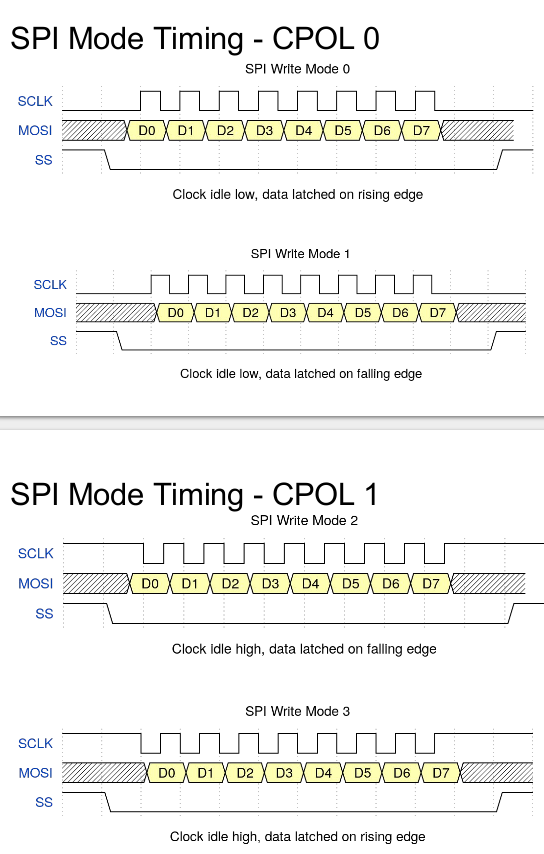 SPI Mode Timing - CPOL 0
SPI Write Mode 0
SCLK
MOSI D0 D1 D2 D3 D4 D5 D6 D7
SS
Clock idle low, data latched on rising edge
SPI Write Mode 1
SCLK
MOSI D0 D1 D2 D3 D4 D5 D6 D7
SS
Clock idle low, data latched on falling edge
SPI Mode Timing - CPOL 1
SPI Write Mode 2
SCLK
MOSI D0 D1 D2 D3 D4 D5 D6 D7
SS
Clock idle high, data latched on falling edge
SPI Write Mode 3
SCLK
MOSI D0 D1 D2 D3 D4 D5 D6 D7
SS
Clock idle high, data latched on rising edge